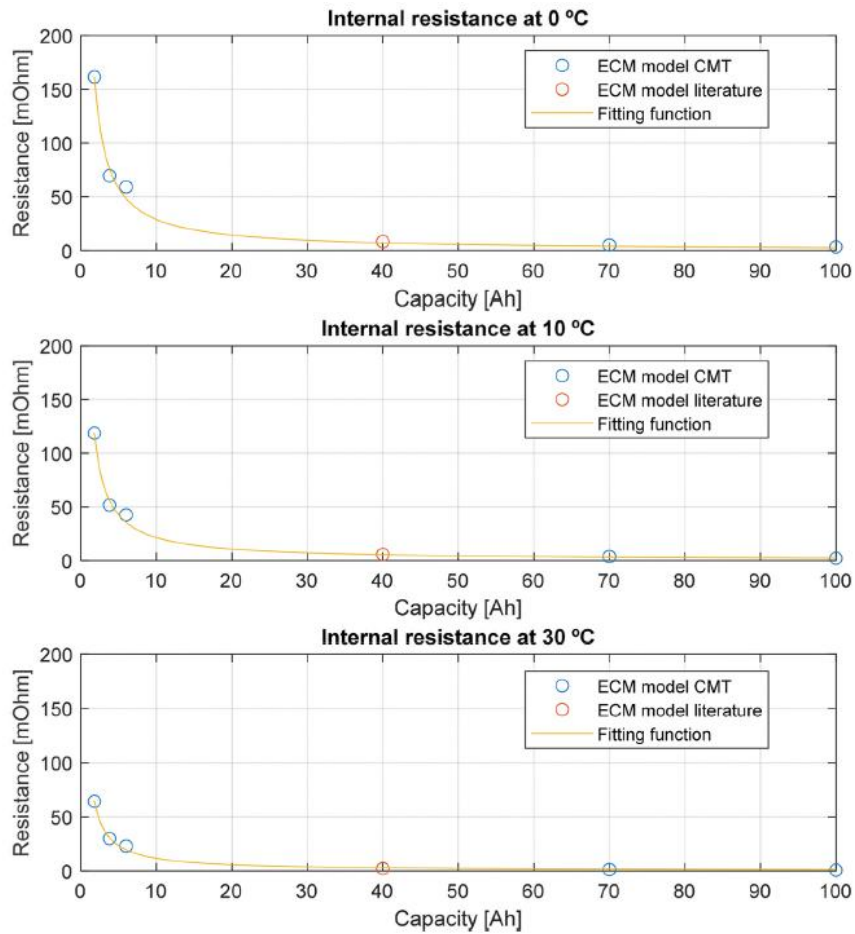 Internal resistance at 0 ºC
200
150
100
50
0
Resistance [mOhm]
ECM model CMT
ECM model literature
Fitting function
0 10 20 30 40 50 60 70 80 90 100
Capacity [Ah]
Internal resistance at 10 ºC
200
150
100
50
0
Resistance [mOhm]
ECM model CMT
ECM model literature
Fitting function
0 10 20 30 40 50 60 70 80 90 100
Capacity [Ah]
Internal resistance at 30 ºC
200
150
100
50
0
Resistance [mOhm]
ECM model CMT
ECM model literature
Fitting function
0 10 20 30 40 50 60 70 80 90 100
Capacity [Ah]